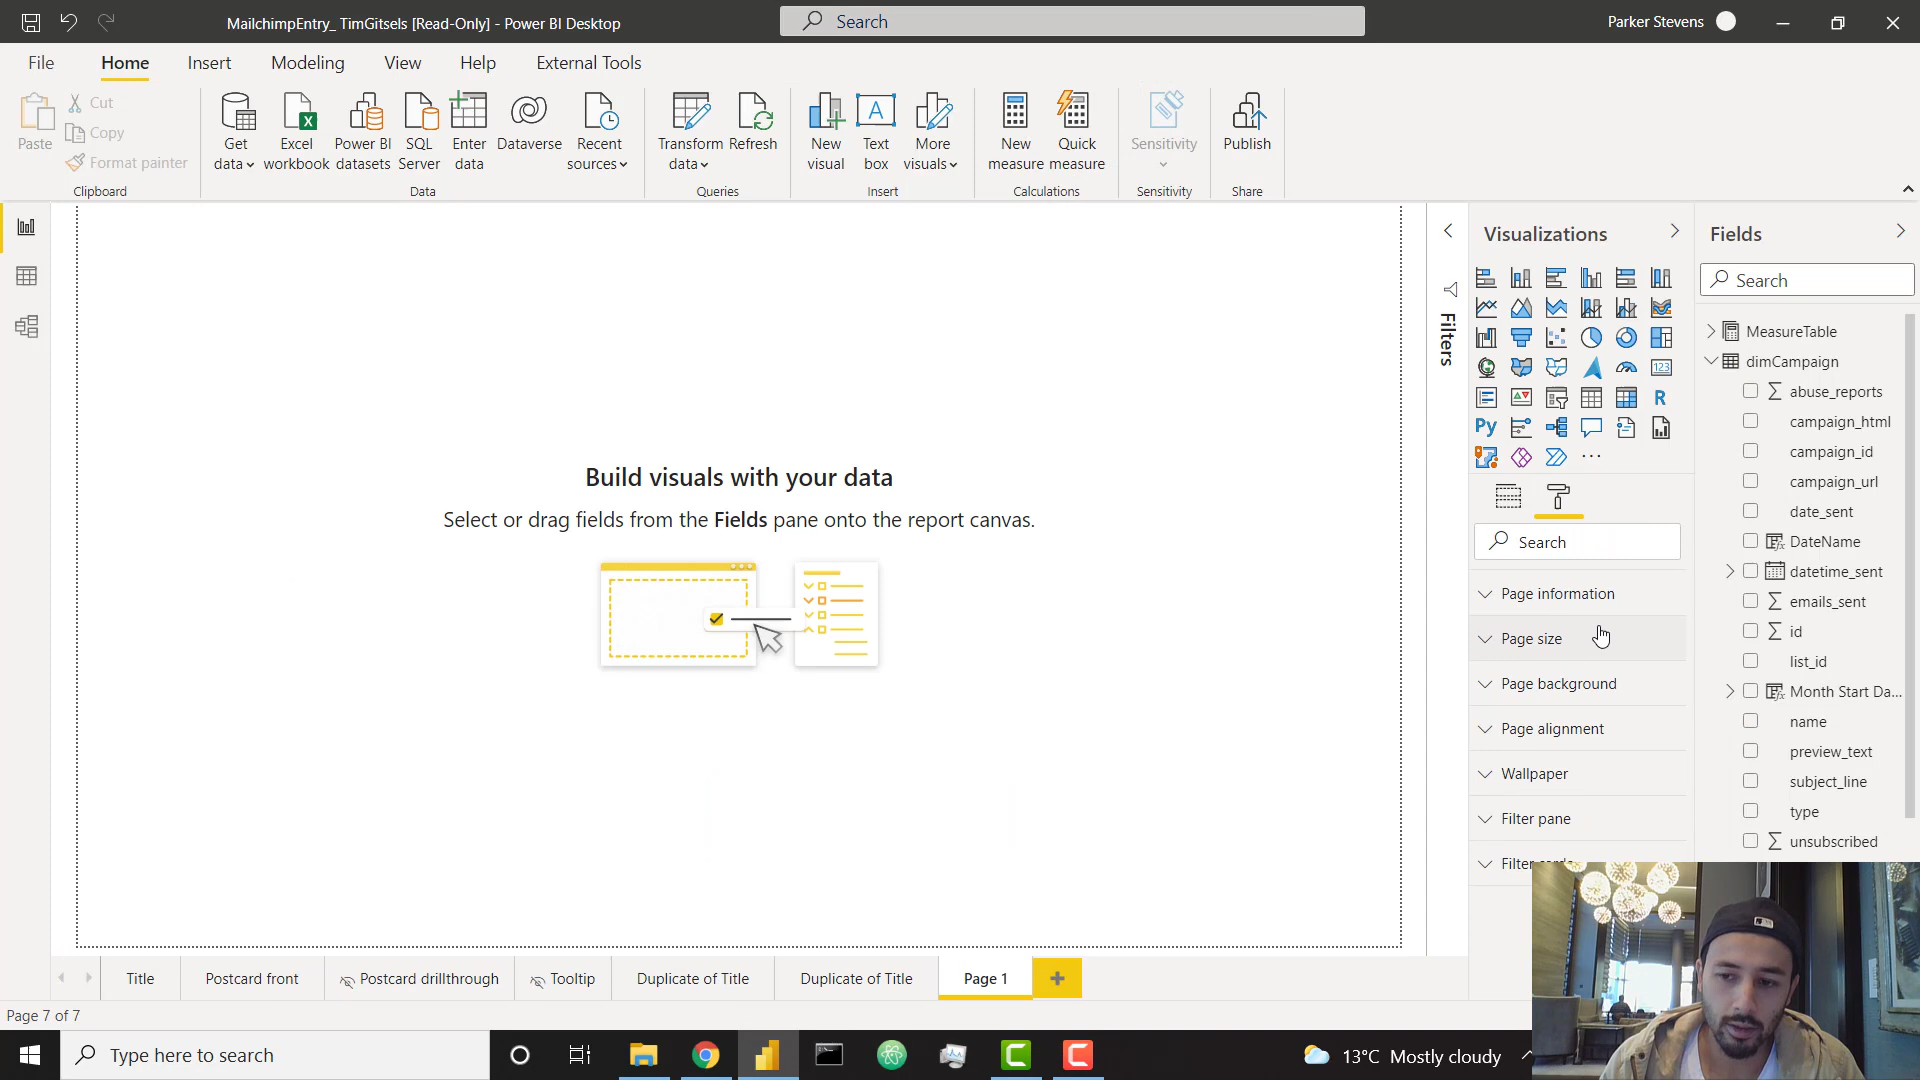 MailchimpEntry_ TimGitsels [Read-Only] - Power BI Desktop
Search
Parker Stevens
File
Home
Insert
Modeling
View
Help
External Tools
Paste
Cut
Copy
Format painter
Clipboard
Get data
Excel workbook
Power BI datasets
SQL Server
Enter data
Dataverse
Recent sources
Data
Transform data
Refresh
Queries
New visual
Text box
More visuals
Insert
New measure
Quick measure
Calculations
Sensitivity
Sensitivity
Publish
Share
Build visuals with your data
Select or drag fields from the Fields pane onto the report canvas.
Filters
Visualizations
123
R
Py
Search
Page information
Page size
Page background
Page alignment
Wallpaper
Filter pane
Filter
Fields
Search
MeasureTable
dimCampaign
abuse_reports
campaign_html
campaign_id
campaign_url
date_sent
DateName
datetime_sent
emails_sent
id
list_id
Month Start Da...
name
preview_text
subject_line
type
unsubscribed
Title
Postcard front
Postcard drillthrough
Tooltip
Duplicate of Title
Duplicate of Title
Page 1
Page 7 of 7
Type here to search
13°C Mostly cloudy